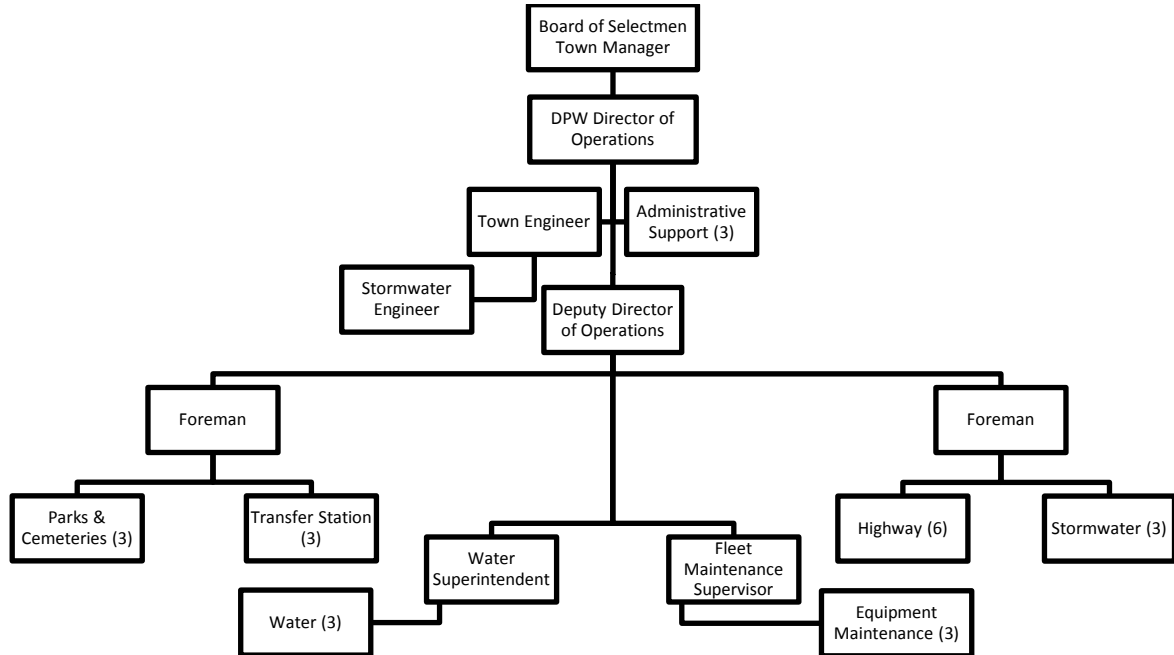 Board of Selectmen
Town Manager
DPW Director of
Operations
Town Engineer
Administrative
Support (3)
Stormwater
Engineer
Deputy Director
of Operations
Foreman
Foreman
Parks &
Cemeteries (3)
Transfer Station
(3)
Highway (6)
Stormwater (3)
Water
Superintendent
Fleet
Maintenance
Supervisor
Water (3)
Equipment
Maintenance (3)